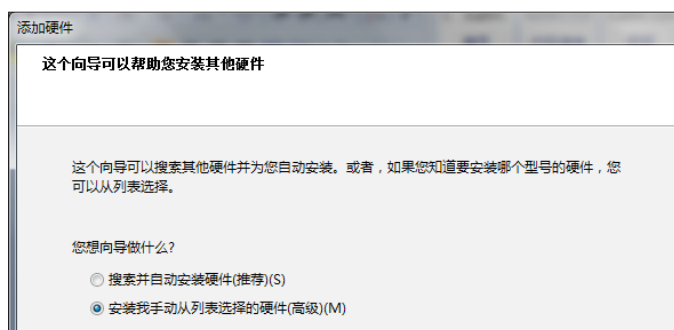 添加硬件
这个向导可以帮助您安装其他硬件
这个向导可以搜索其他硬件并为您自动安装。或者，如果您知道要安装哪个型号的硬件，您
可以从列表选择。
您想向导做什么?
搜索并自动安装硬件(推荐)(S)
安装我手动从列表选择的硬件(高级)(M)